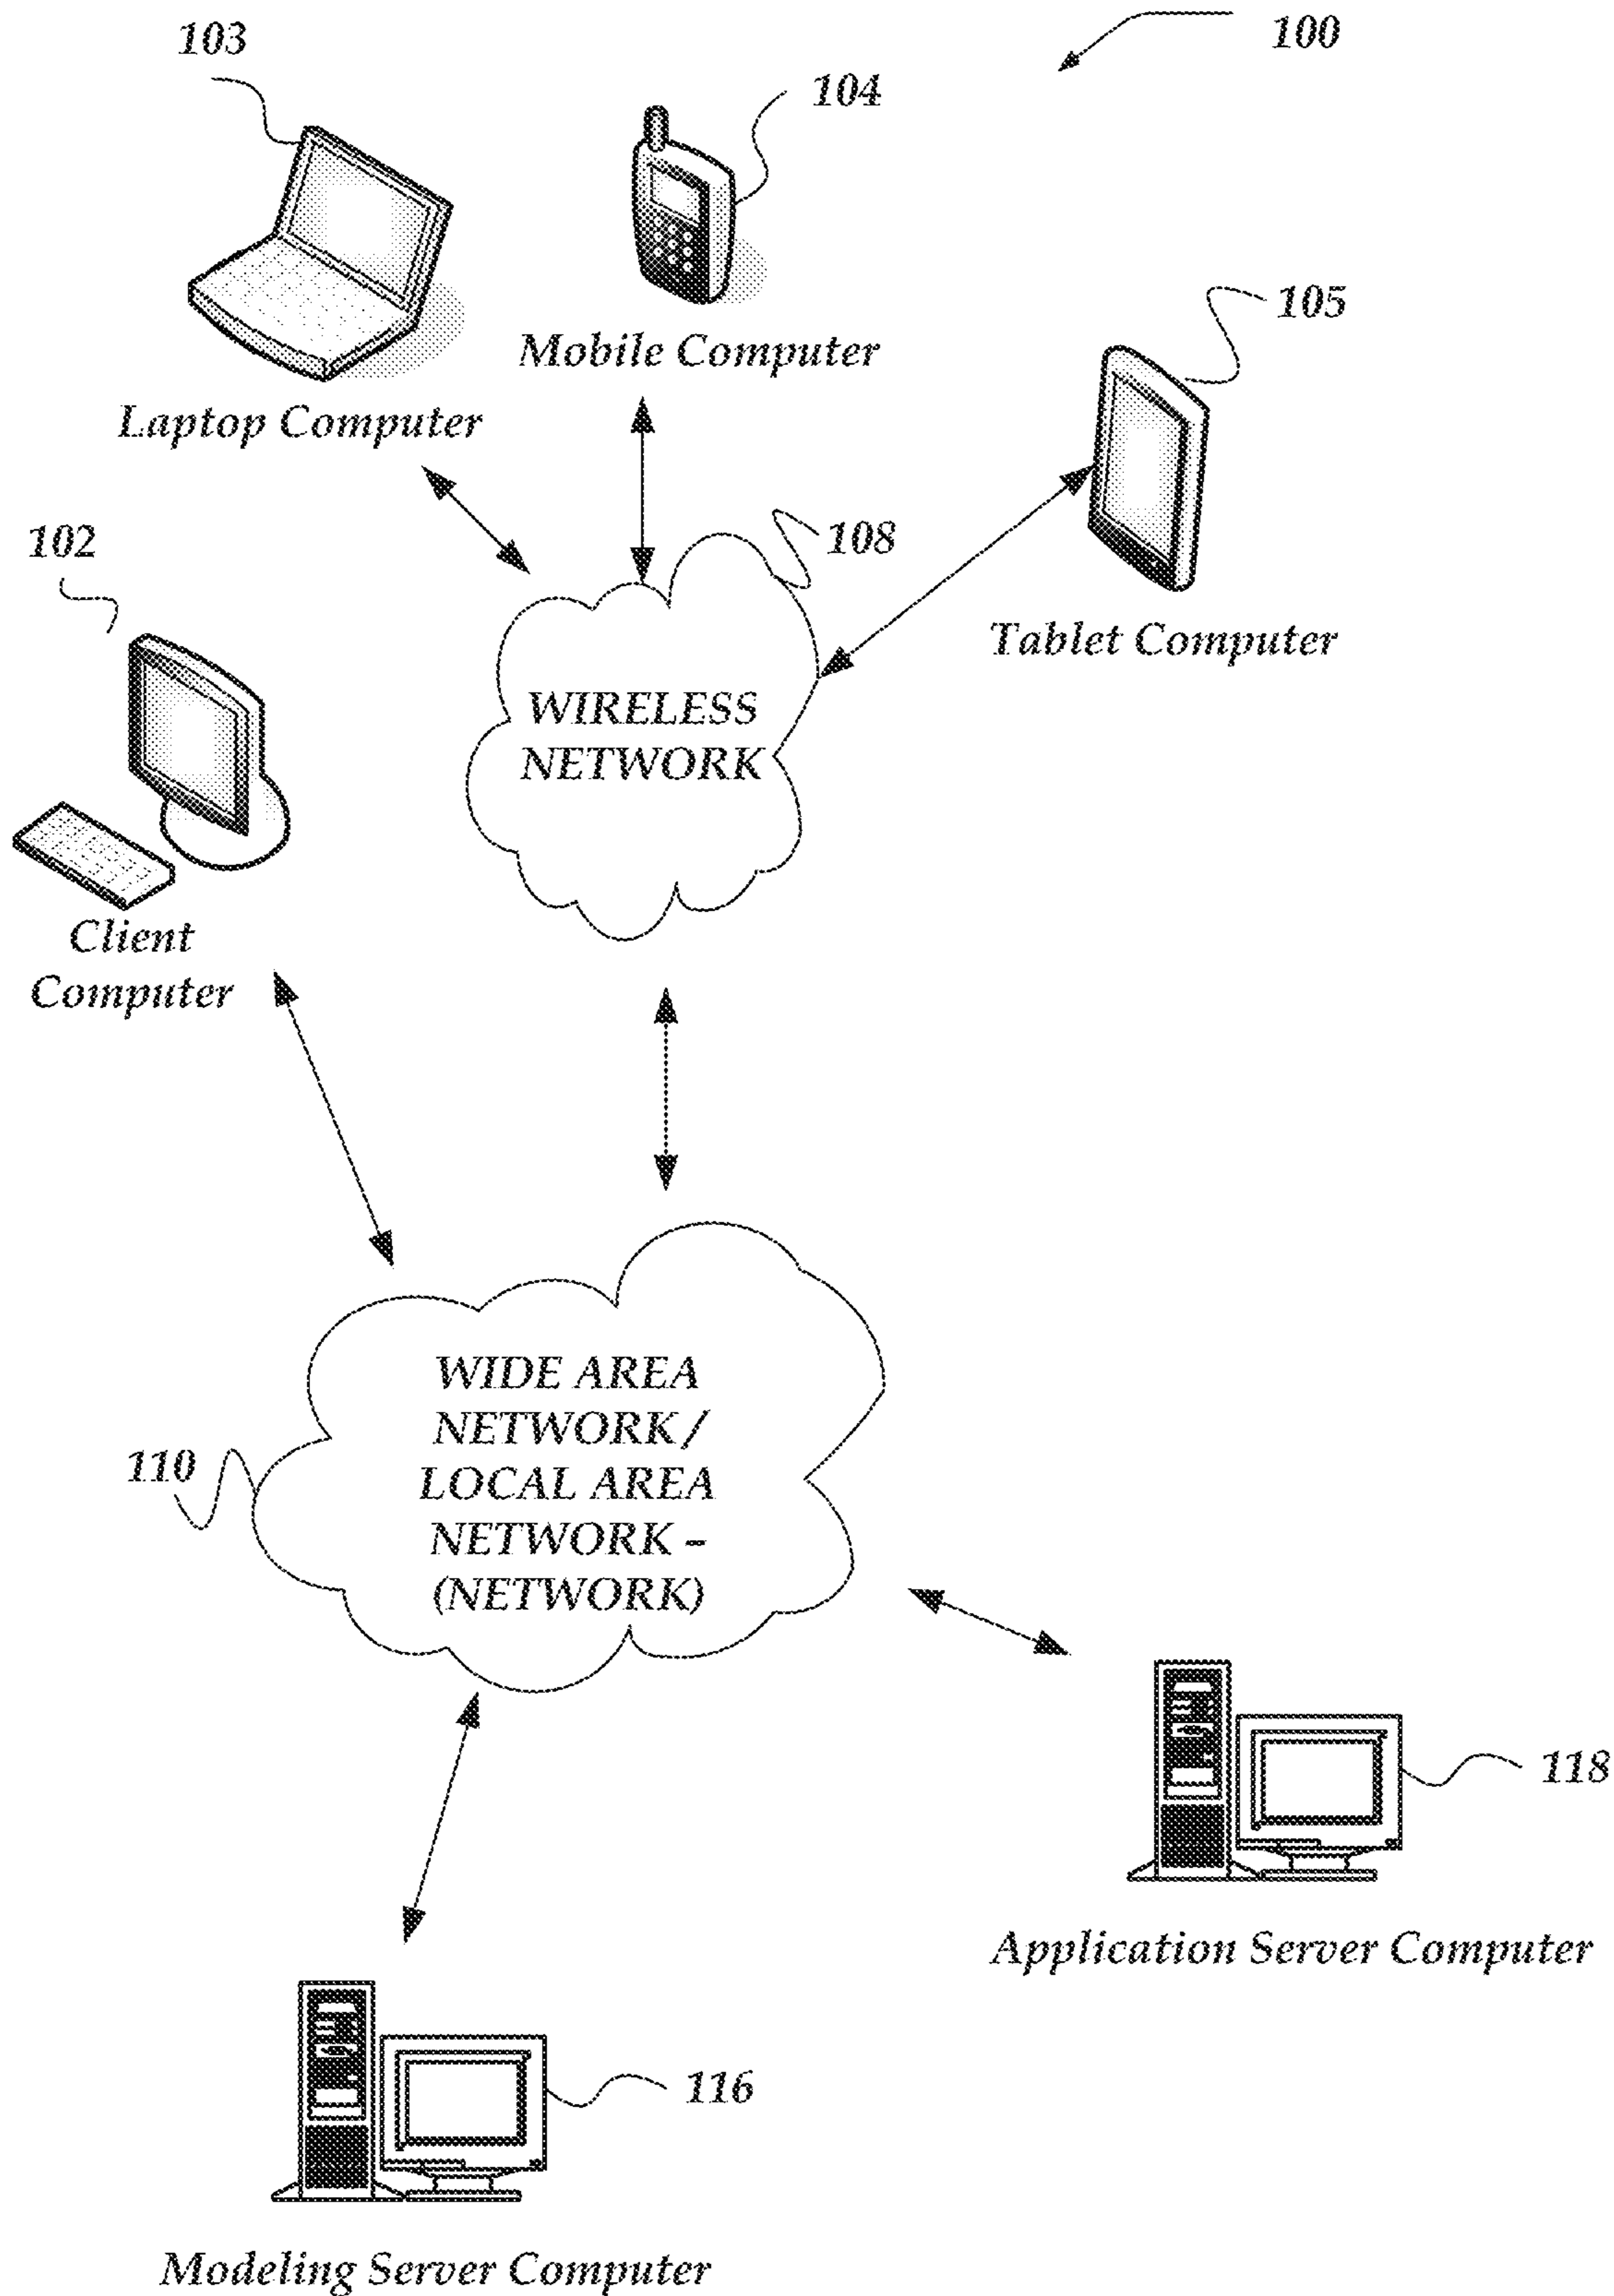 103
100
104
Mobile Computer
105
Laptop Computer
102
108
Tablet Computer
WIRELESS
NETWORK
Client
Computer
WIDE AREA
NETWORK /
LOCAL AREA
NETWORK –
(NETWORK)
110
118
Application Server Computer
116
Modeling Server Computer